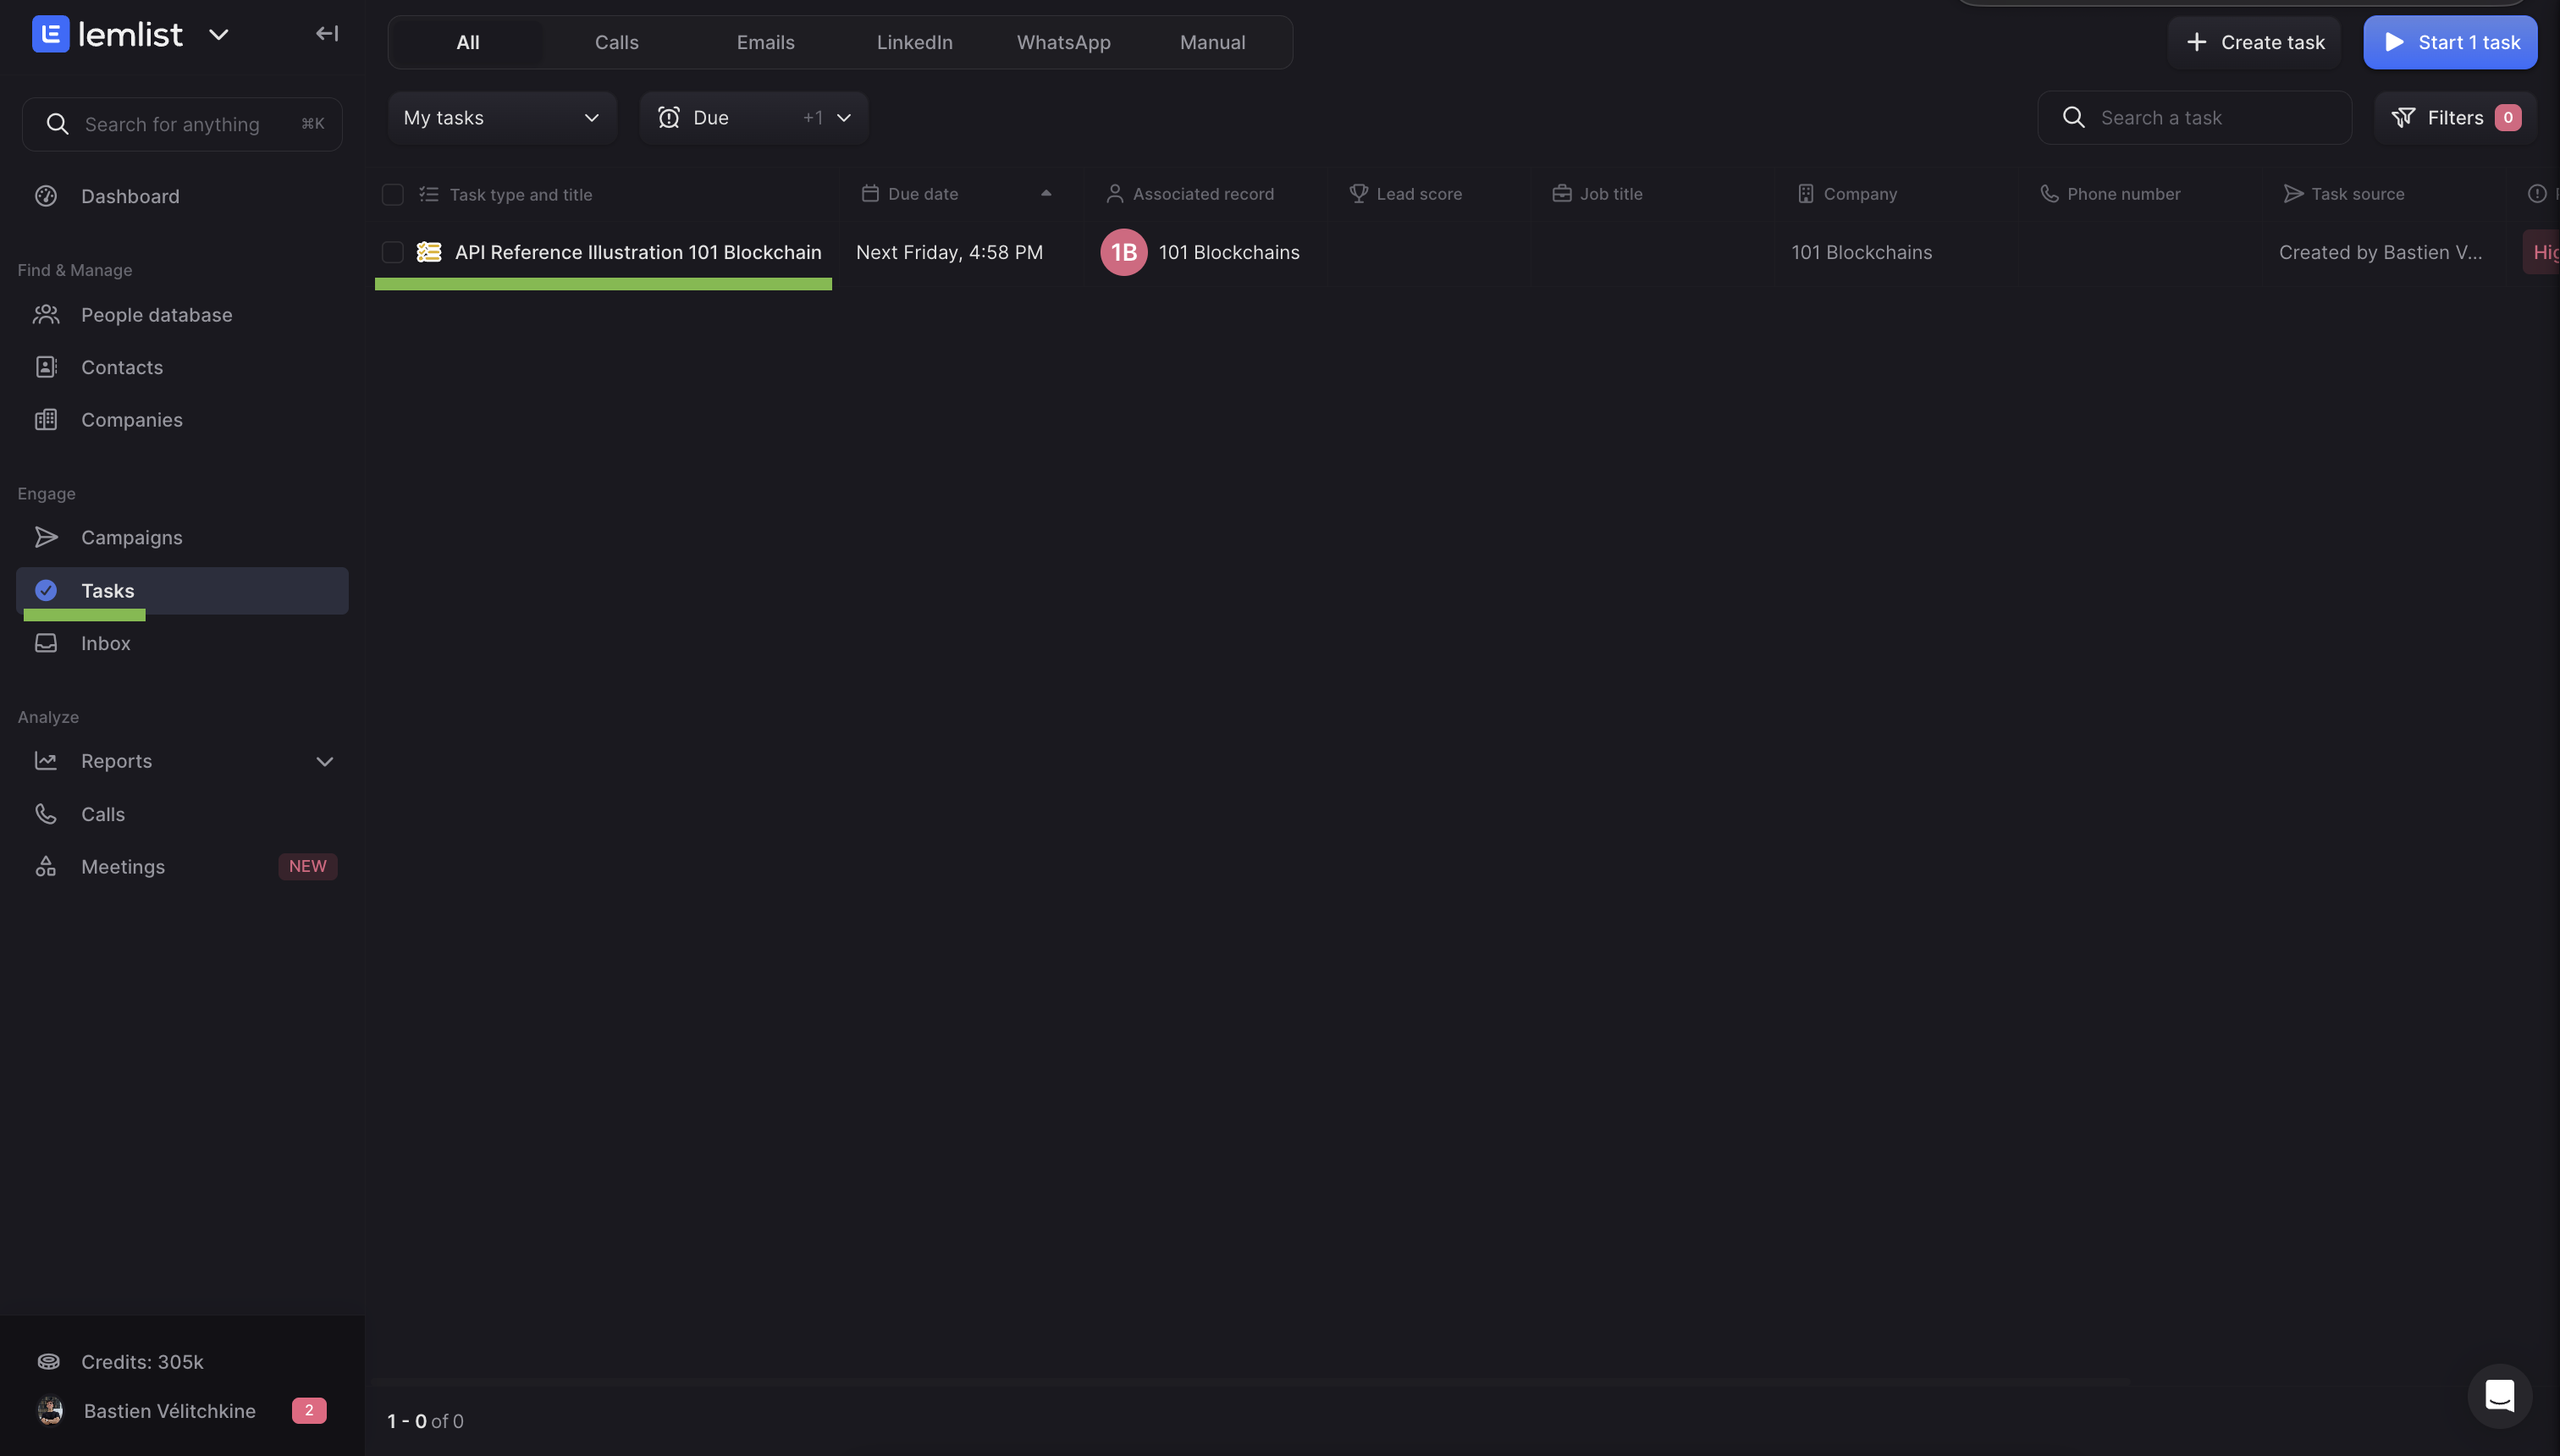 lemlist
Search for anything
⌘K
Dashboard
Find & Manage
People database
Contacts
Companies
Engage
Campaigns
Tasks
Inbox
Analyze
Reports
Calls
Meetings
NEW
Credits: 305k
Bastien Vélitchkine
2
All
Calls
Emails
LinkedIn
WhatsApp
Manual
Create task
Start 1 task
My tasks
Due
+1
Search a task
Filters
0
Task type and title
Due date
Associated record
Lead score
Job title
Company
Phone number
Task source
API Reference Illustration 101 Blockchain
Next Friday, 4:58 PM
1B
101 Blockchains
101 Blockchains
Created by Bastien V...
1 - 0 of 0